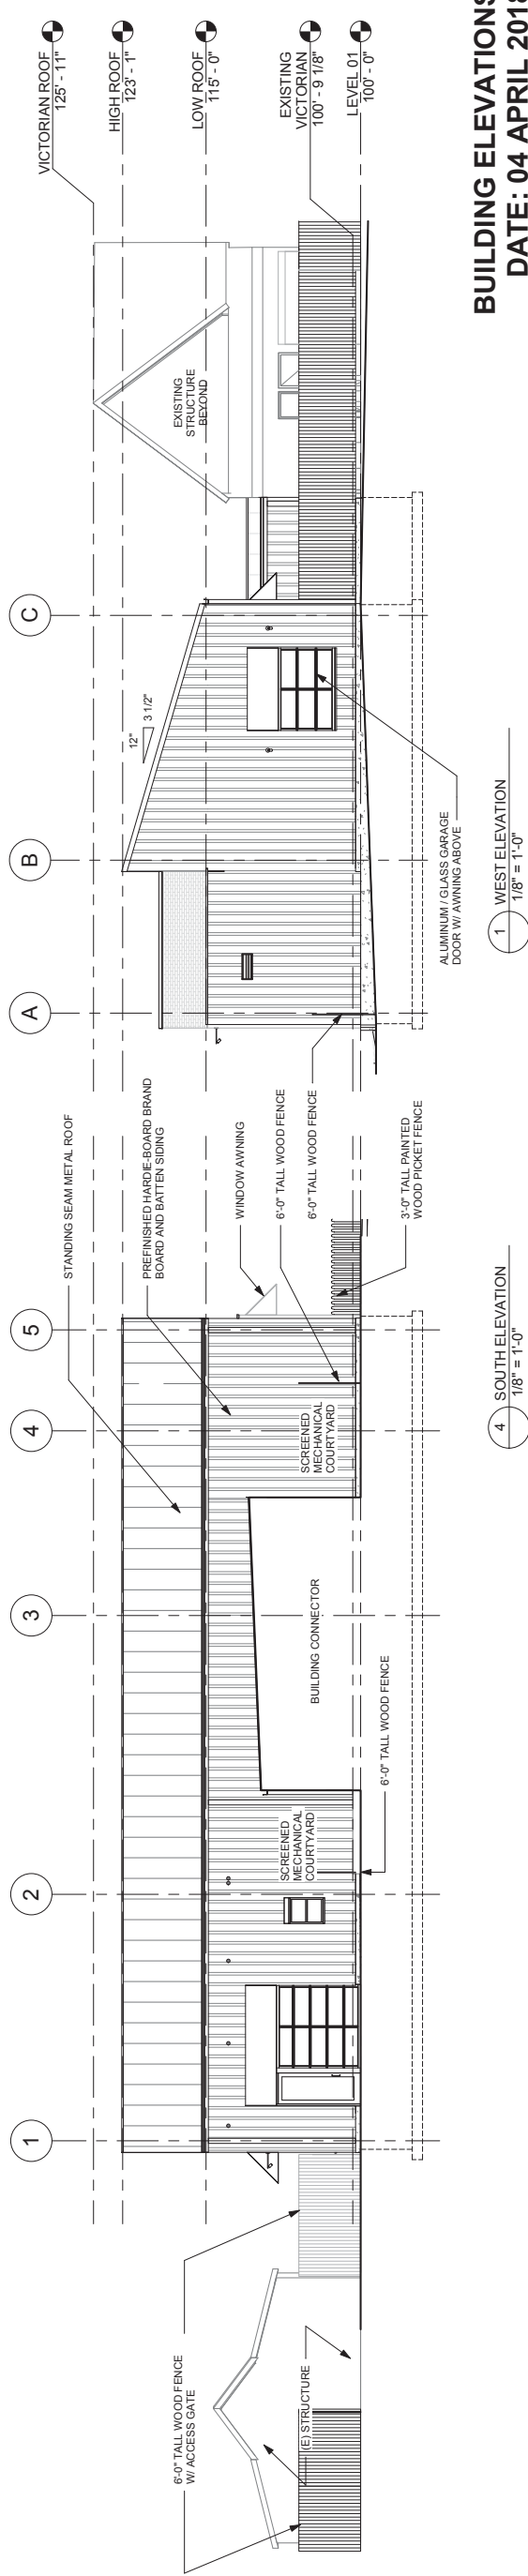 VICTORIAN ROOF
125' - 11"
HIGH ROOF
123' - 1"
LOW ROOF
115' - 0"
EXISTING
VICTORIAN
100' - 9 1/8"
LEVEL 01
100' - 0"
1
2
3
4
5
A
B
C
6'-0" TALL WOOD FENCE
W/ ACCESS GATE
(E) STRUCTURE
SCREENED
MECHANICAL
COURTYARD
BUILDING CONNECTOR
6'-0" TALL WOOD FENCE
SCREENED
MECHANICAL
COURTYARD
STANDING SEAM METAL ROOF
PREFINISHED HARDIE-BOARD BRAND
BOARD AND BATTEN SIDING
WINDOW AWNING
6'-0" TALL WOOD FENCE
6'-0" TALL WOOD FENCE
3'-0" TALL PAINTED
WOOD PICKET FENCE
12"
3 1/2"
EXISTING
STRUCTURE
BEYOND
ALUMINUM / GLASS GARAGE
DOOR W/ AWNING ABOVE
4
SOUTH ELEVATION
1/8" = 1'-0"
1
WEST ELEVATION
1/8" = 1'-0"
BUILDING ELEVATIONS
DATE: 04 APRIL 2018